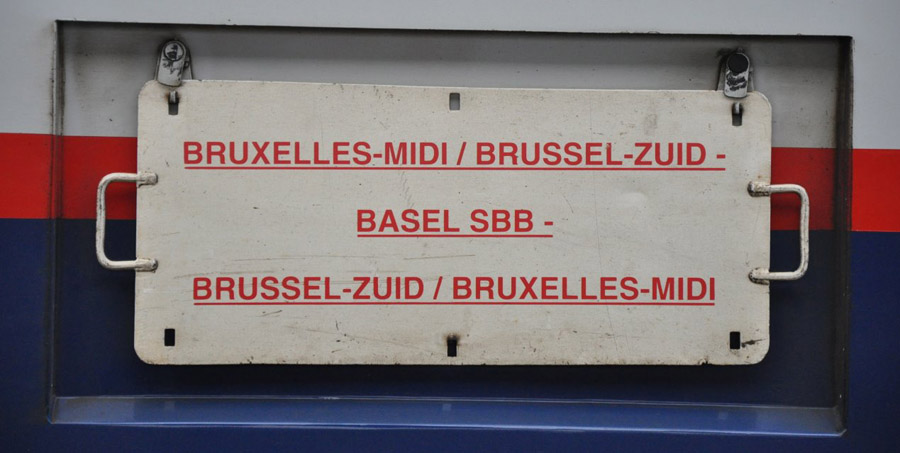 BRUXELLES-MIDI / BRUSSEL-ZUID -
BASEL SBB -
BRUSSEL-ZUID / BRUXELLES-MIDI